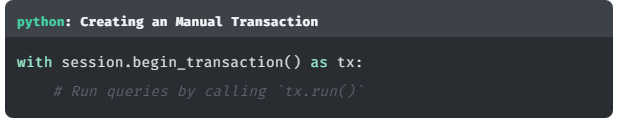 python: Creating an Manual Transaction
with session.begin_transaction() as tx:
# Run queries by calling `tx.run()`